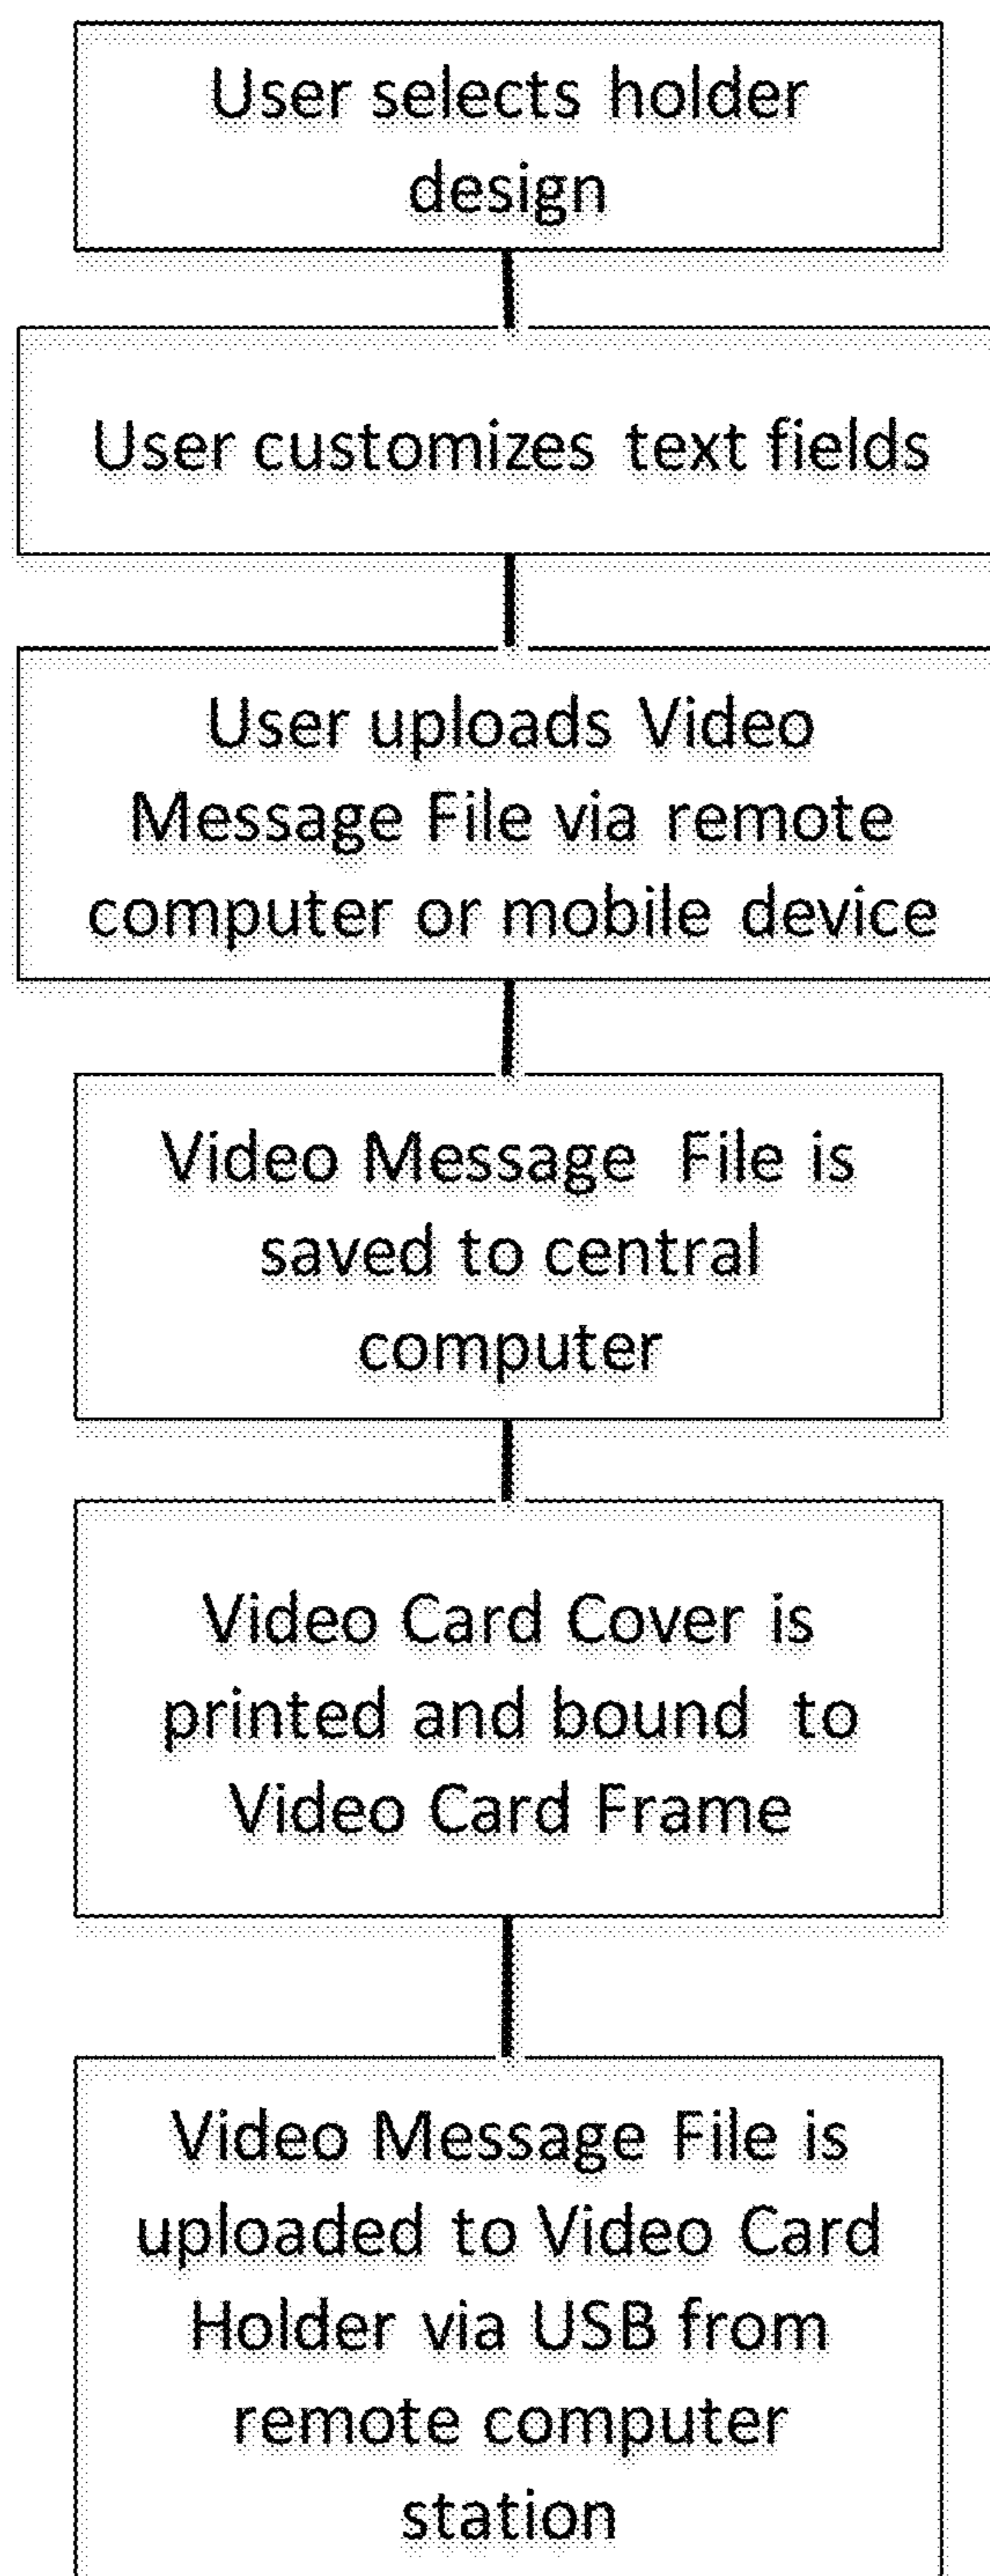 User selects holder
design
User customizes text fields
User uploads Video
Message File via remote
computer or mobile device
Video Message File is
saved to central
computer
Video Card Cover is
printed and bound to
Video Card Frame
Video Message File is
uploaded to Video Card
Holder via USB from
remote computer
station